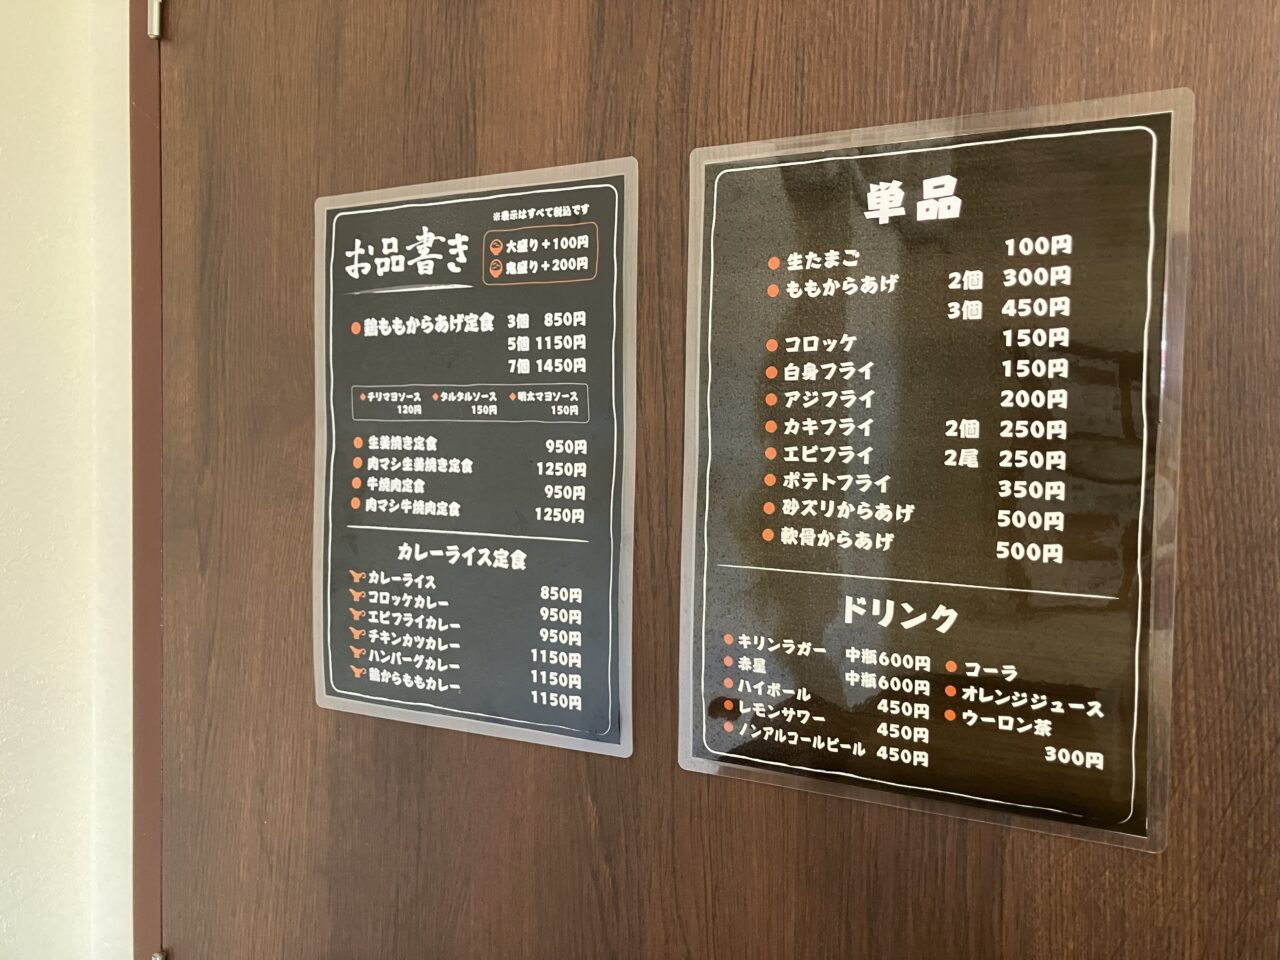 ※表示はすべて税込です
お品書き
大盛り+100円
鬼盛り+200円
鶏ももからあげ定食 3個 850円
5個 1150円
7個 1450円
チリマヨソース タルタルソース 明太マヨソース
120円 150円 150円
生姜焼き定食 950円
肉マシ生姜焼き定食 1250円
牛焼肉定食 950円
肉マシ牛焼肉定食 1250円
カレーライス定食
カレーライス 850円
コロッケカレー 950円
エビフライカレー 950円
チキンカツカレー 1150円
ハンバーグカレー 1150円
鶏からももカレー 1150円
単品
生たまご 100円
ももからあげ 2個 300円
3個 450円
コロッケ 150円
白身フライ 150円
アジフライ 200円
カキフライ 2個 250円
エビフライ 2尾 250円
ポテトフライ 350円
砂ズリからあげ 500円
軟骨からあげ 500円
ドリンク
キリンラガー 中瓶600円
赤星 中瓶600円
ハイボール 450円
レモンサワー 450円
ノンアルコールビール 450円
コーラ
オレンジジュース
ウーロン茶
300円